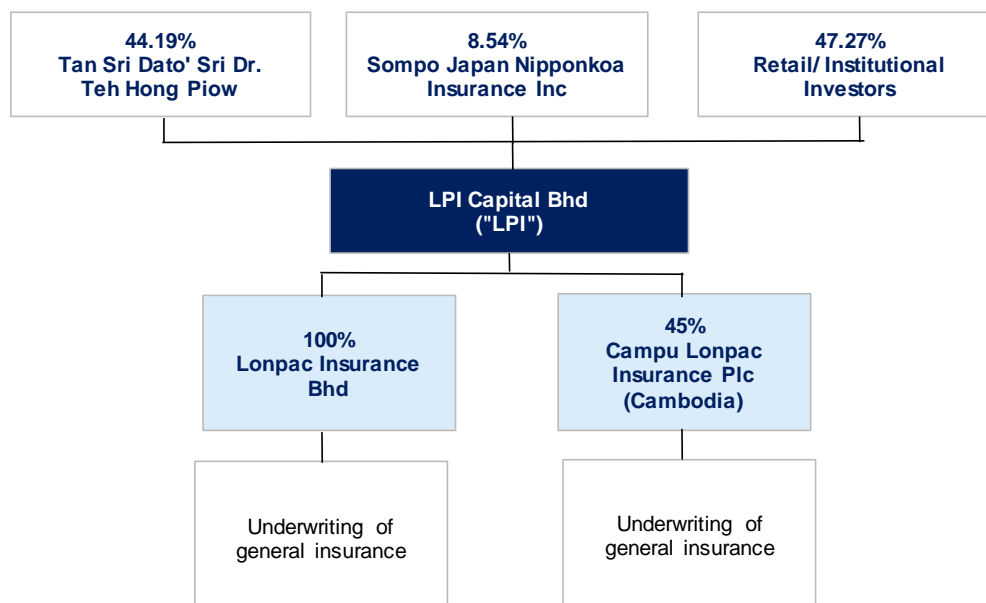 44.19%
Tan Sri Dato' Sri Dr.
Teh Hong Piow
8.54%
Sompo Japan Nipponkoa
Insurance Inc
47.27%
Retail/ Institutional
Investors
LPI Capital Bhd
("LPI")
100%
Lonpac Insurance
Bhd
45%
Campu Lonpac
Insurance Plc
(Cambodia)
Underwriting of
general insurance
Underwriting of
general insurance